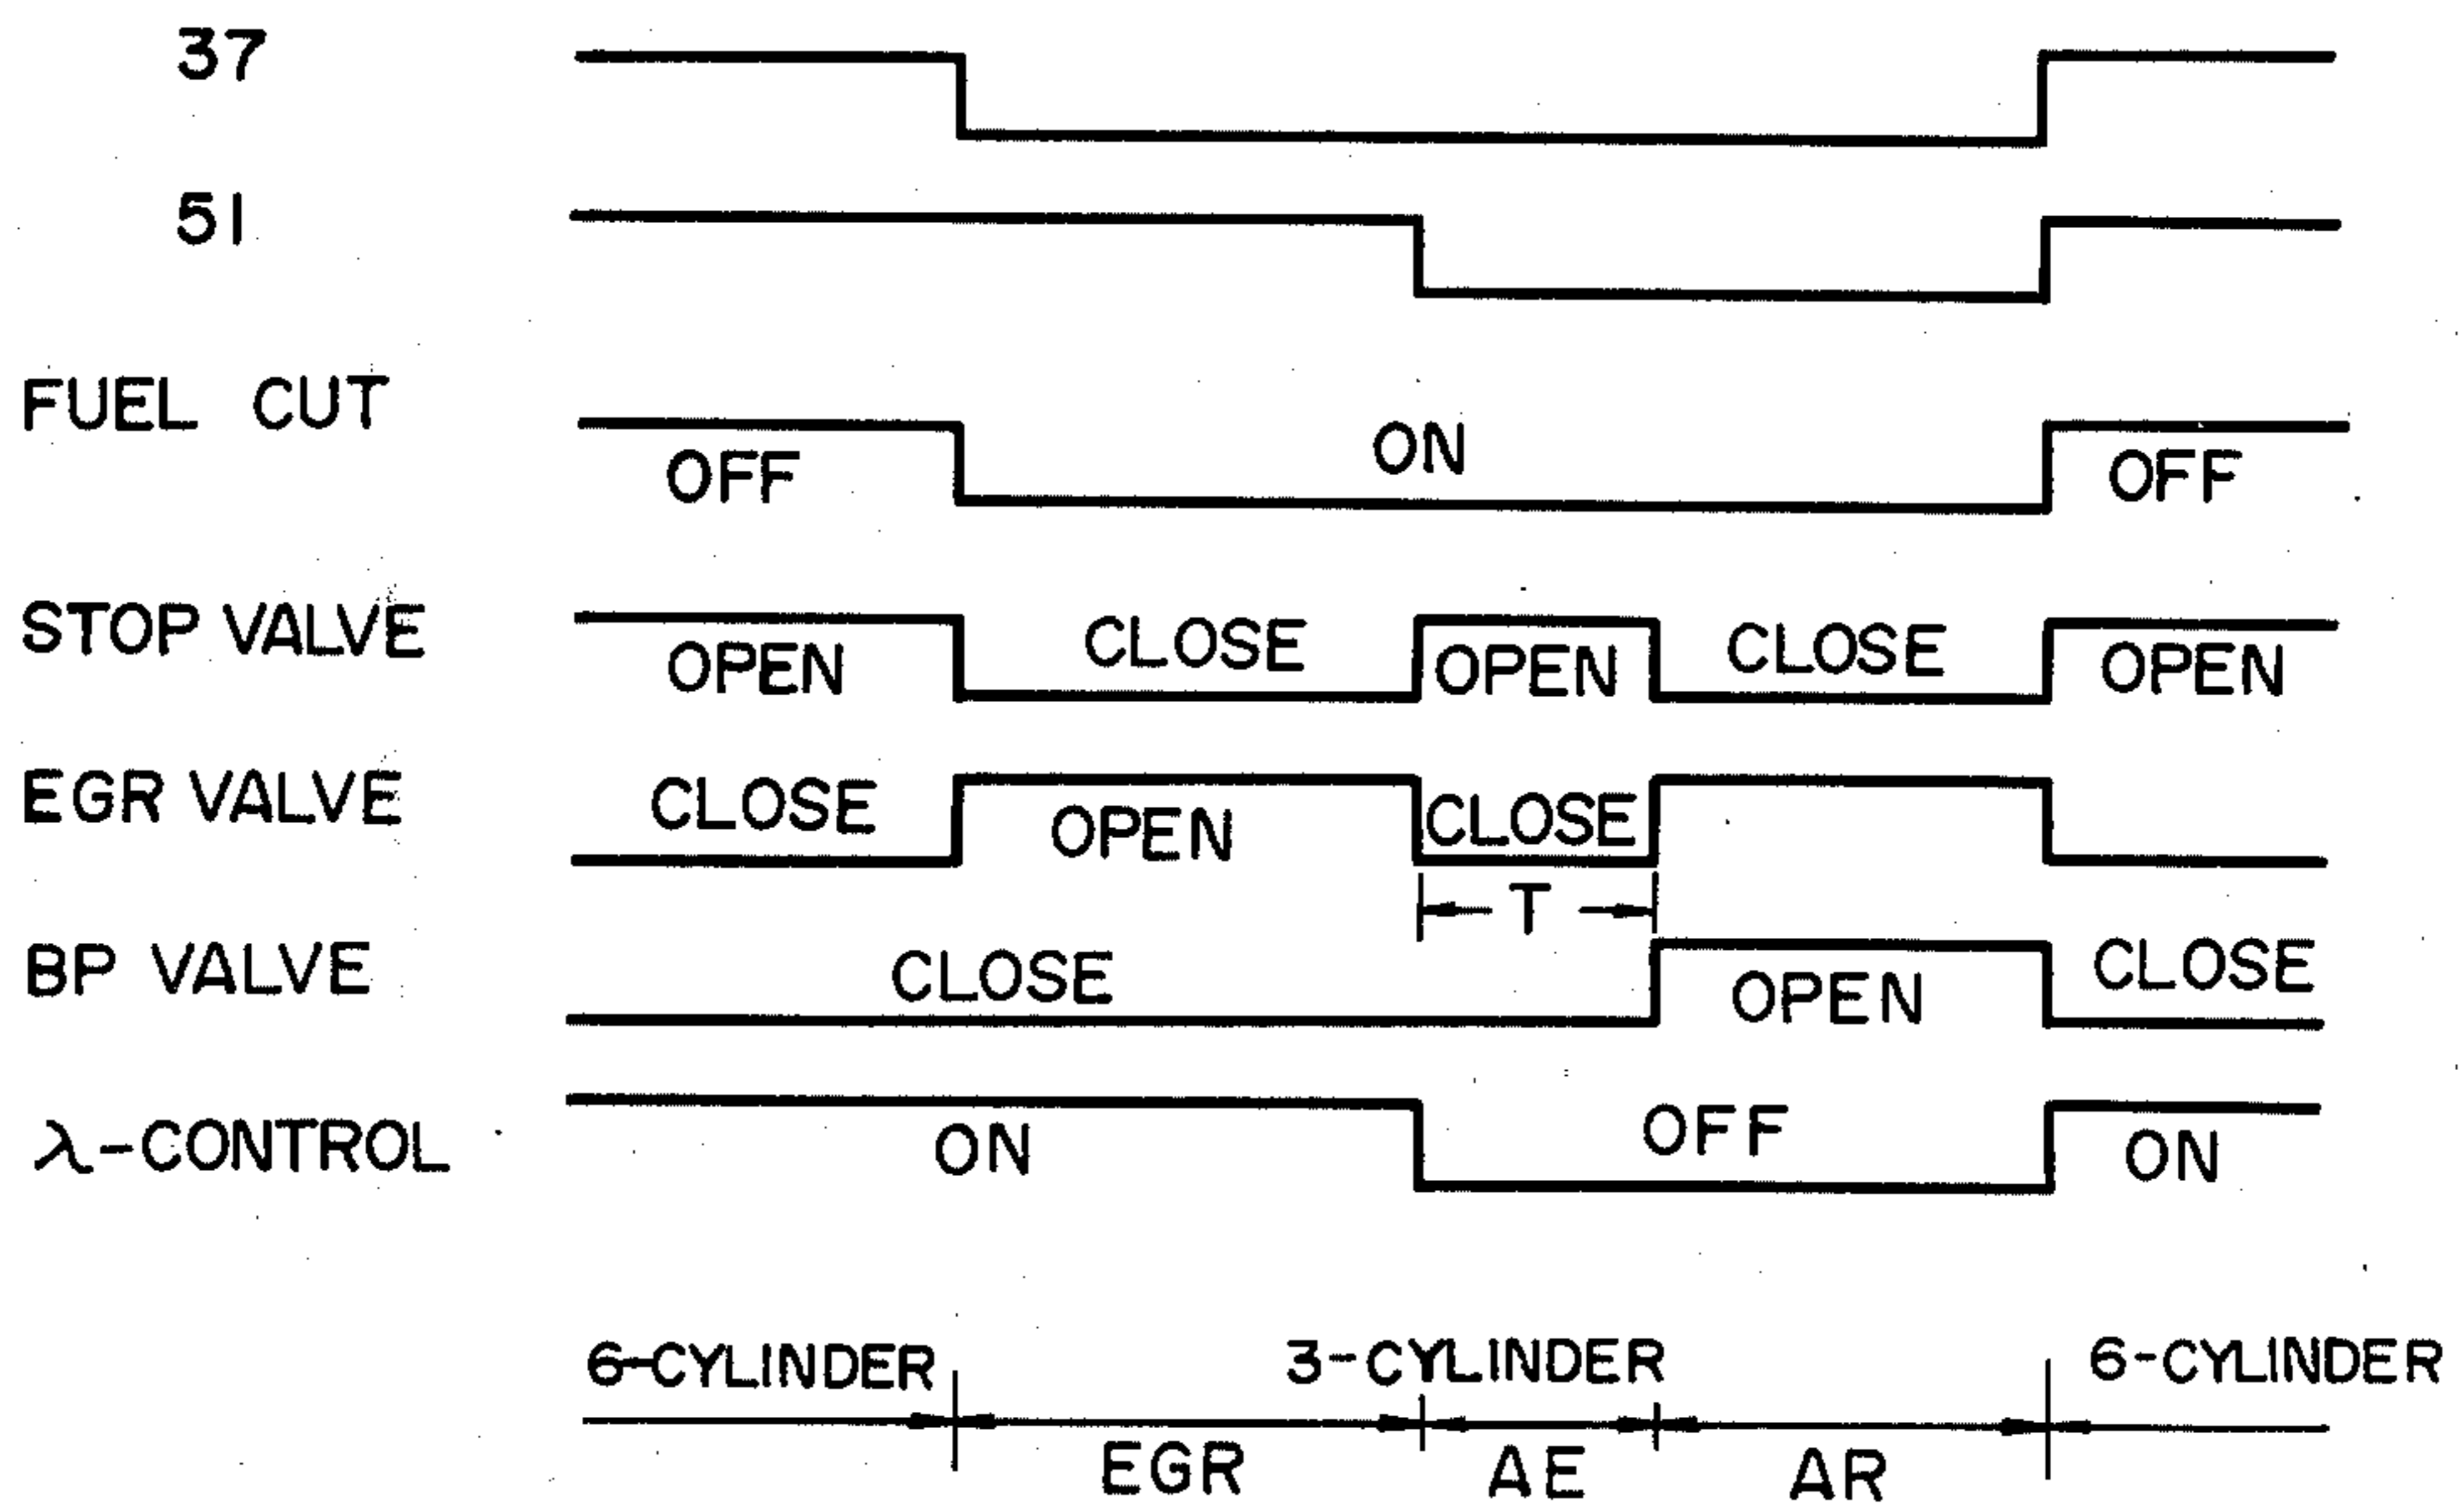 37
51
FUEL CUT
OFF ON OFF
STOP VALVE
OPEN CLOSE OPEN CLOSE OPEN
EGR VALVE
CLOSE OPEN CLOSE
T
BP VALVE
CLOSE OPEN CLOSE
λ-CONTROL
ON OFF ON
6-CYLINDER 3-CYLINDER 6-CYLINDER
EGR AE AR